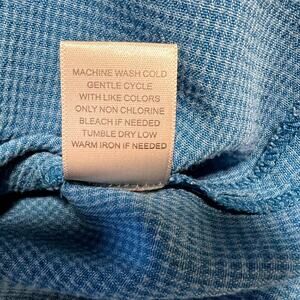 MACHINE WASH COLD
GENTLE CYCLE
WITH LIKE COLORS
ONLY NON CHLORINE
BLEACH IF NEEDED
TUMBLE DRY LOW
WARM IRON IF NEEDED